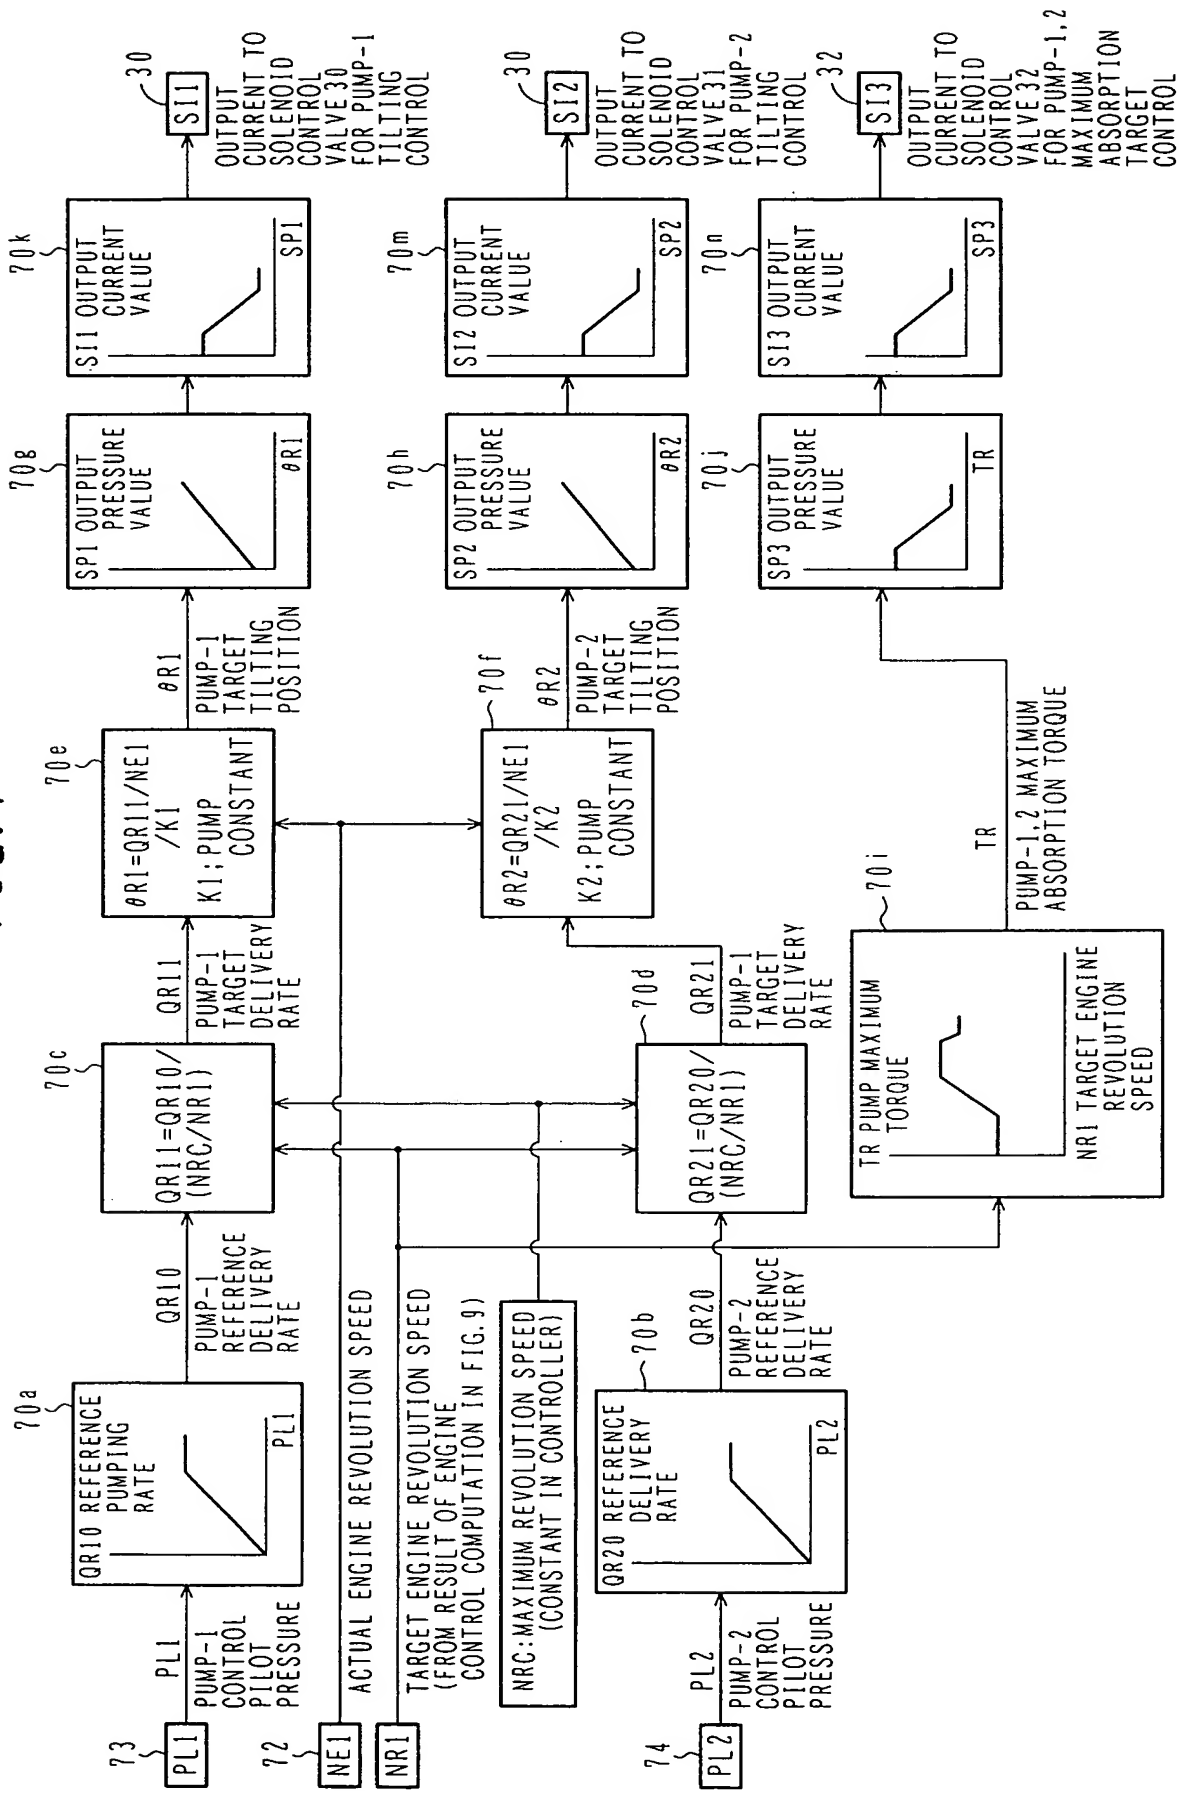 73
PL1
PL1
PUMP-1
CONTROL
PILOT
PRESSURE
70a
QR10 REFERENCE
PUMPING
RATE
PL1
QR10
PUMP-1
REFERENCE
DELIVERY
RATE
70c
QR11=QR10/
(NRC/NR1)
QR11
PUMP-1
TARGET
DELIVERY
RATE
70e
θR1=QR11/NE1
/K1
K1;PUMP
CONSTANT
θR1
PUMP-1
TARGET
TILTING
POSITION
70g
SP1 OUTPUT
PRESSURE
VALUE
θR1
70k
SI1 OUTPUT
CURRENT
VALUE
SP1
30
SI1
OUTPUT
CURRENT TO
SOLENOID
CONTROL
VALVE 30
FOR PUMP-1
TILTING
CONTROL
72
NE1
ACTUAL ENGINE REVOLUTION SPEED
NR1
TARGET ENGINE REVOLUTION SPEED
(FROM RESULT OF ENGINE
CONTROL COMPUTATION IN FIG.9)
NRC:MAXIMUM REVOLUTION SPEED
(CONSTANT IN CONTROLLER)
70f
θR2=QR21/NE1
/K2
K2;PUMP
CONSTANT
θR2
PUMP-2
TARGET
TILTING
POSITION
70h
SP2 OUTPUT
PRESSURE
VALUE
θR2
70m
SI2 OUTPUT
CURRENT
VALUE
SP2
30
SI2
OUTPUT
CURRENT TO
SOLENOID
CONTROL
VALVE 31
FOR PUMP-2
TILTING
CONTROL
74
PL2
PL2
PUMP-2
CONTROL
PILOT
PRESSURE
70b
QR20 REFERENCE
DELIVERY
RATE
PL2
QR20
PUMP-2
REFERENCE
DELIVERY
RATE
70d
QR21=QR20/
(NRC/NR1)
QR21
PUMP-1
TARGET
DELIVERY
RATE
70i
TR PUMP MAXIMUM
TORQUE
NR1 TARGET ENGINE
REVOLUTION
SPEED
TR
PUMP-1,2 MAXIMUM
ABSORPTION TORQUE
70j
SP3 OUTPUT
PRESSURE
VALUE
TR
70n
SI3 OUTPUT
CURRENT
VALUE
SP3
32
SI3
OUTPUT
CURRENT TO
SOLENOID
CONTROL
VALVE 32
FOR PUMP-1,2
MAXIMUM
ABSORPTION
TARGET
CONTROL